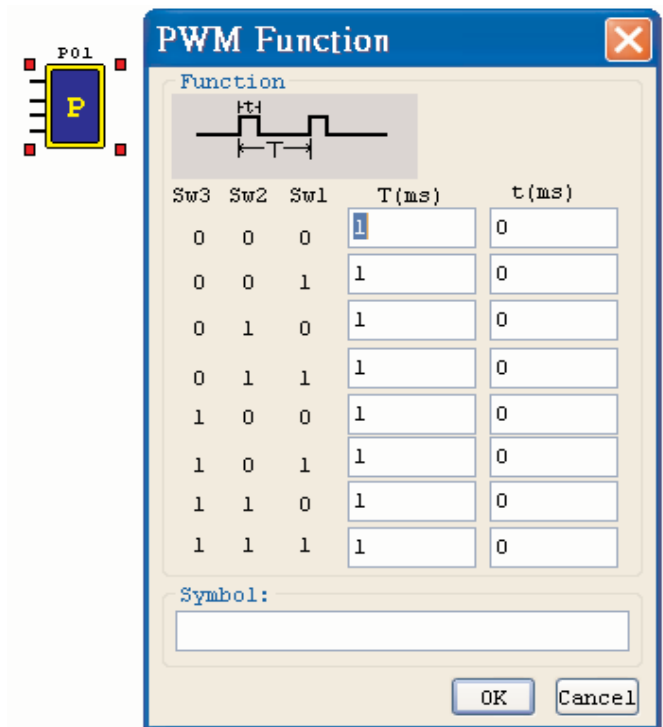 P01
P
PWM Function
Function
t
T
Sw3 Sw2 Sw1 T(ms) t(ms)
0 0 0 1 0
0 0 1 1 0
0 1 0 1 0
0 1 1 1 0
1 0 0 1 0
1 0 1 1 0
1 1 0 1 0
1 1 1 1 0
Symbol:
OK Cancel